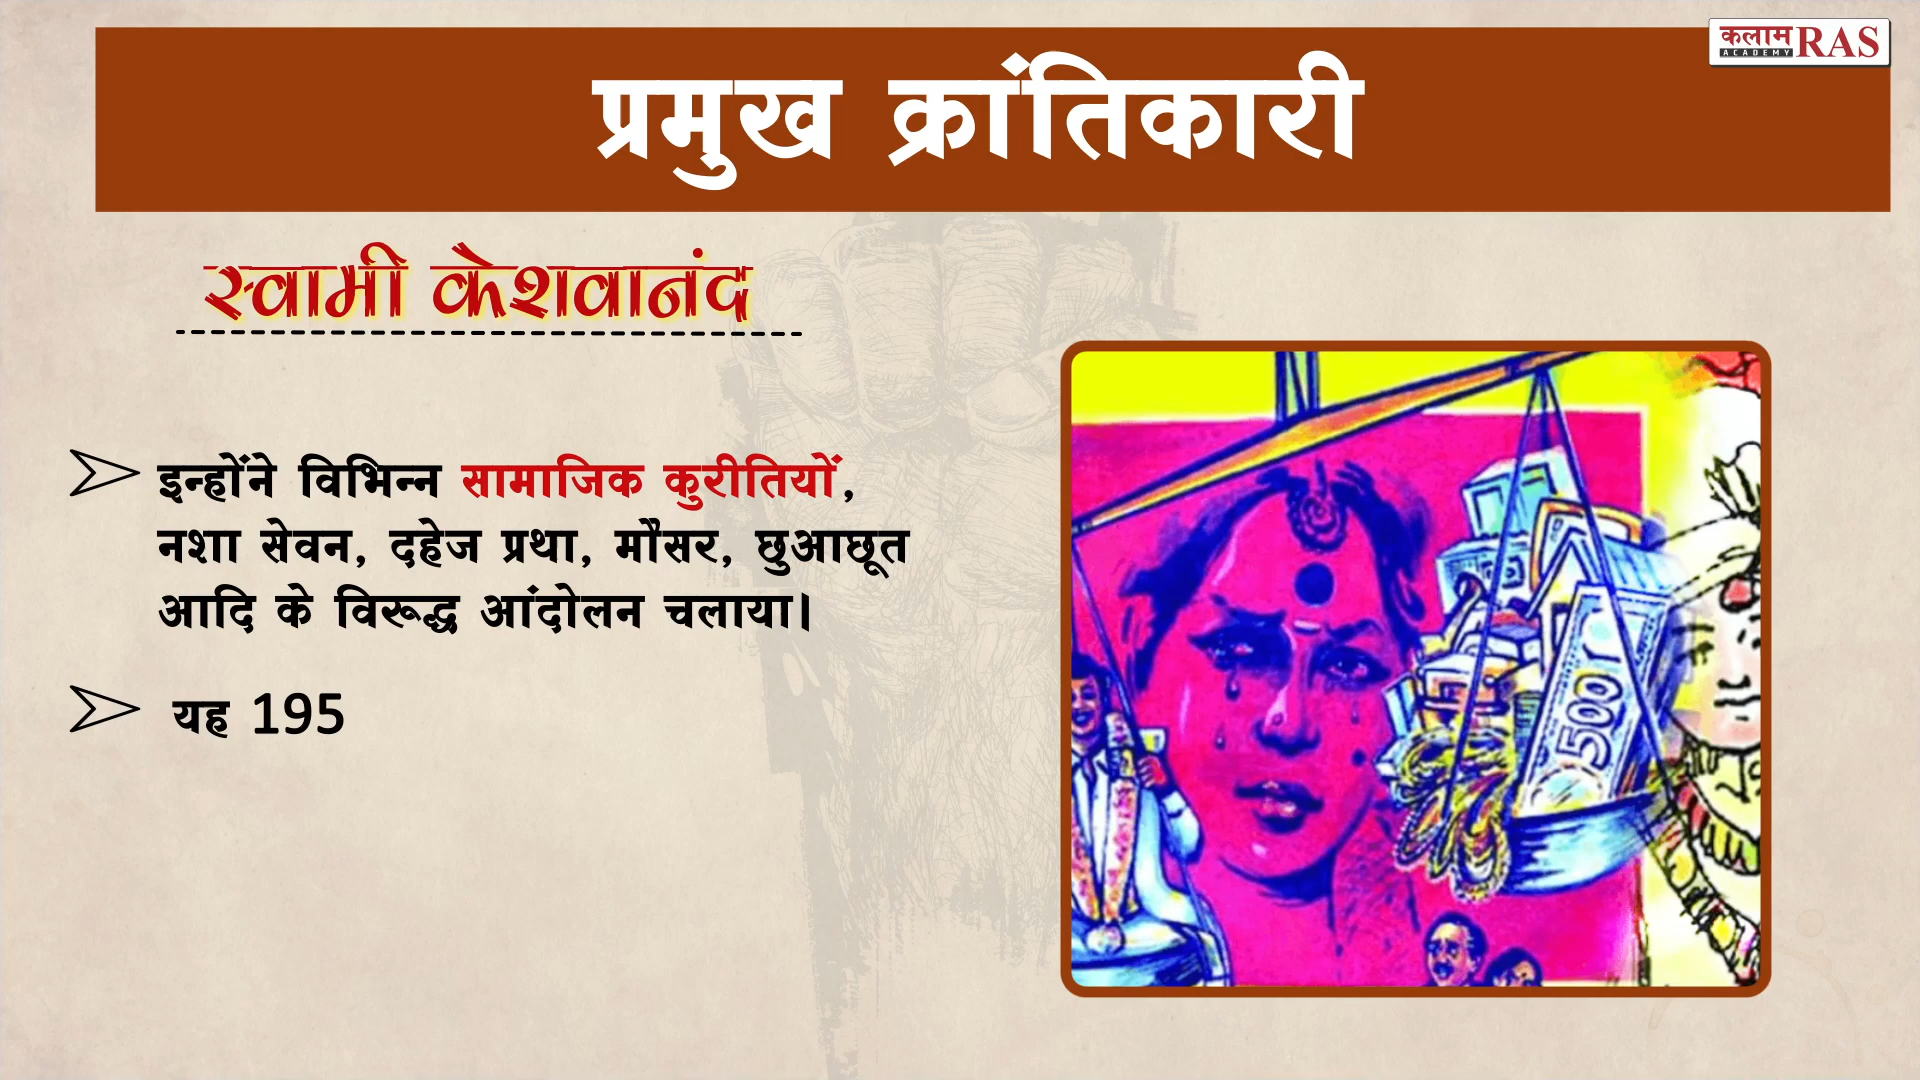 कलाम RAS
ACADEMY
प्रमुख क्रांतिकारी
स्वामी केशवानंद
इन्होंने विभिन्न सामाजिक कुरीतियों,
नशा सेवन, दहेज प्रथा, मौसर, छुआछूत
आदि के विरूद्ध आंदोलन चलाया।
यह 195
500